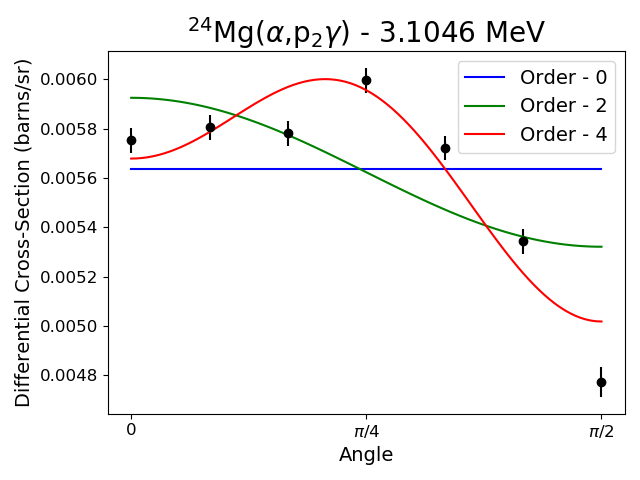 ²⁴Mg(α,p₂γ) - 3.1046 MeV
Order - 0
Order - 2
Order - 4
Differential Cross-Section (barns/sr)
0.0060
0.0058
0.0056
0.0054
0.0052
0.0050
0.0048
0
π/4
π/2
Angle